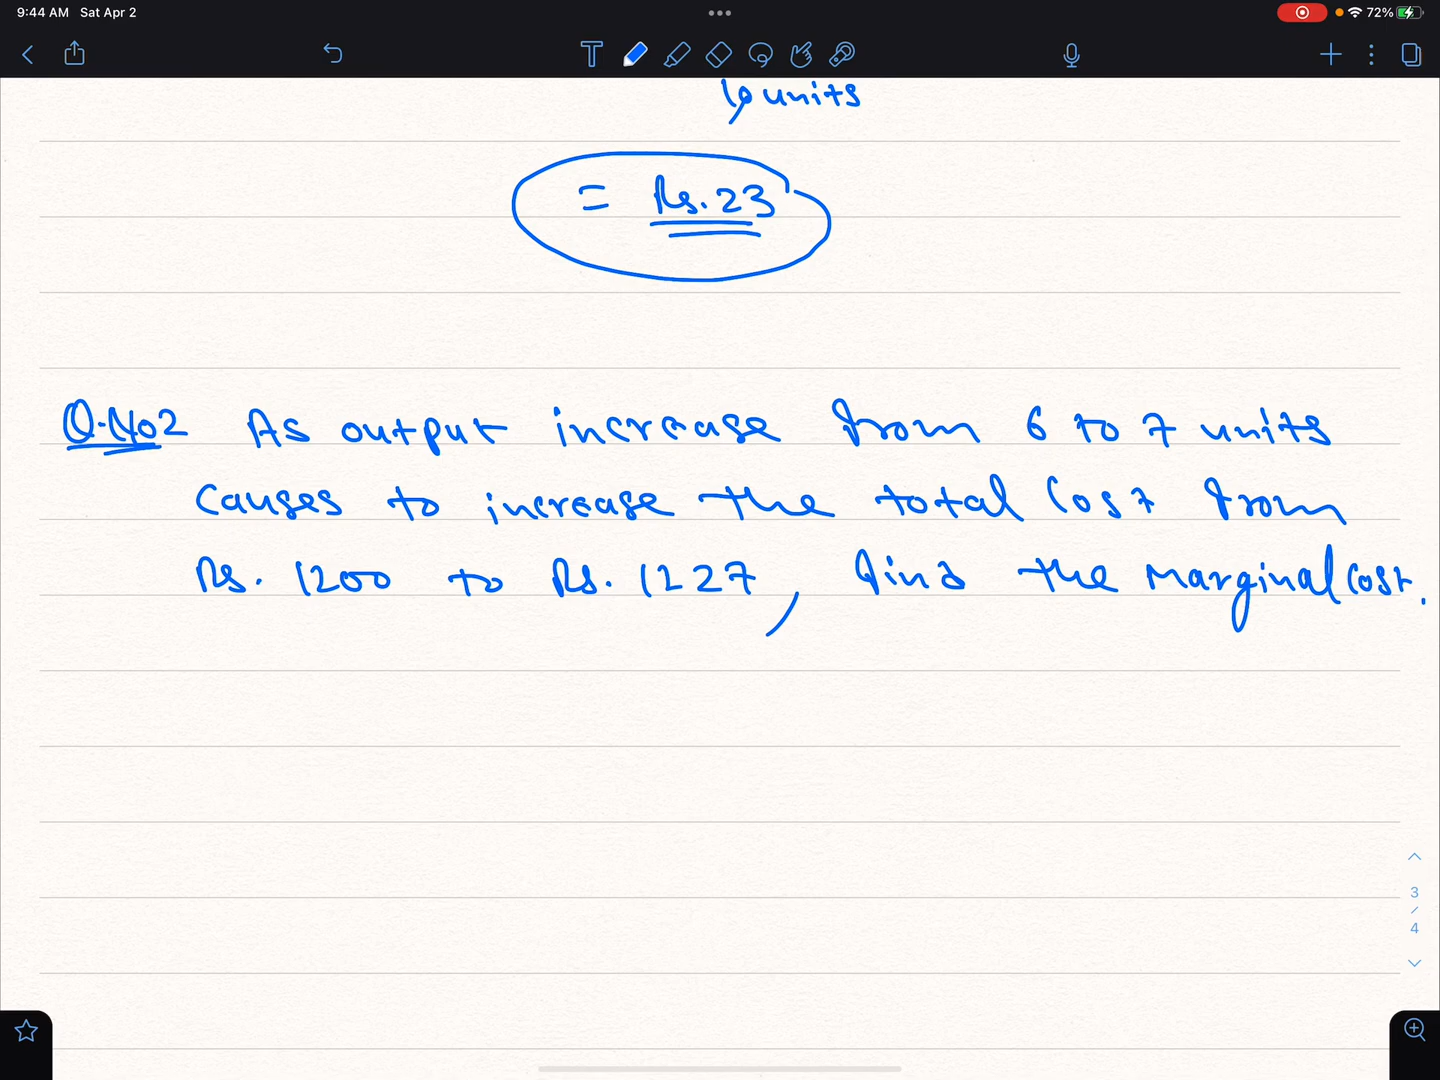 9:44 AM Sat Apr 2
72%
units
= Rs. 23
Q.No2 As output increase from 6 to 7 units
causes to increase the total cost from
Rs. 1200 to Rs. 1227, find the Marginal cost.
3
/
4